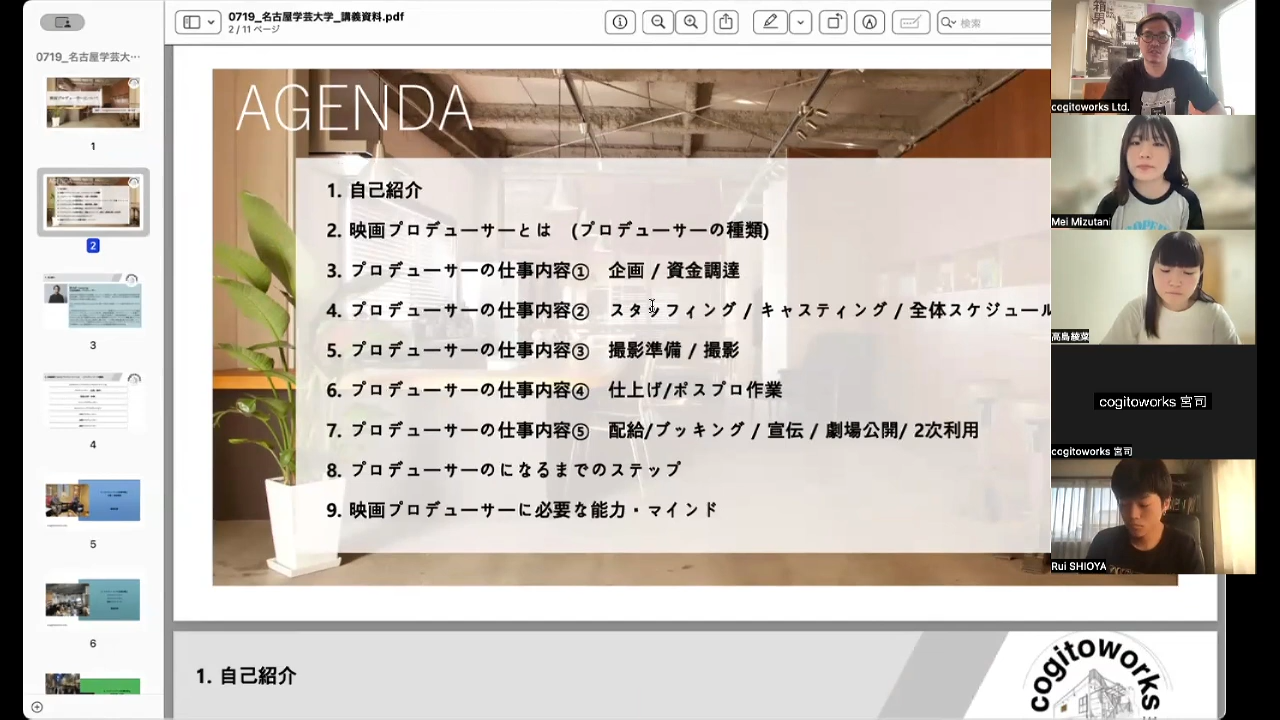 0719_名古屋学芸大学_講義資料.pdf
2 / 11 ページ
検索
0719_名古屋学芸大…
1
2
3
4
5
6
AGENDA
1. 自己紹介
2. 映画プロデューサーとは　(プロデューサーの種類)
3. プロデューサーの仕事内容①　企画 / 資金調達
4. プロデューサーの仕事内容②　スタッフィング / キャスティング / 全体スケジュール
5. プロデューサーの仕事内容③　撮影準備 / 撮影
6. プロデューサーの仕事内容④　仕上げ/ポスプロ作業
7. プロデューサーの仕事内容⑤　配給/ブッキング / 宣伝 / 劇場公開/ 2次利用
8. プロデューサーのになるまでのステップ
9. 映画プロデューサーに必要な能力・マインド
1. 自己紹介
cogitoworks
箱男
cogitoworks Ltd.
Mei Mizutani
高島綾菜
cogitoworks 宮司
cogitoworks 宮司
Rui SHIOYA